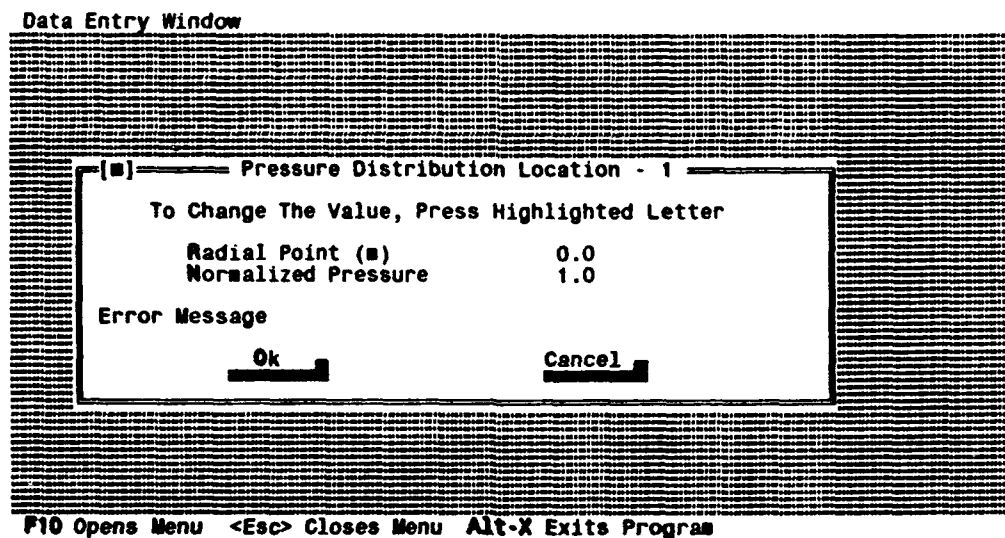 Data Entry Window
[■] Pressure Distribution Location - 1
To Change The Value, Press Highlighted Letter
Radial Point (m) 0.0
Normalized Pressure 1.0
Error Message
Ok Cancel
F10 Opens Menu <Esc> Closes Menu Alt-X Exits Program